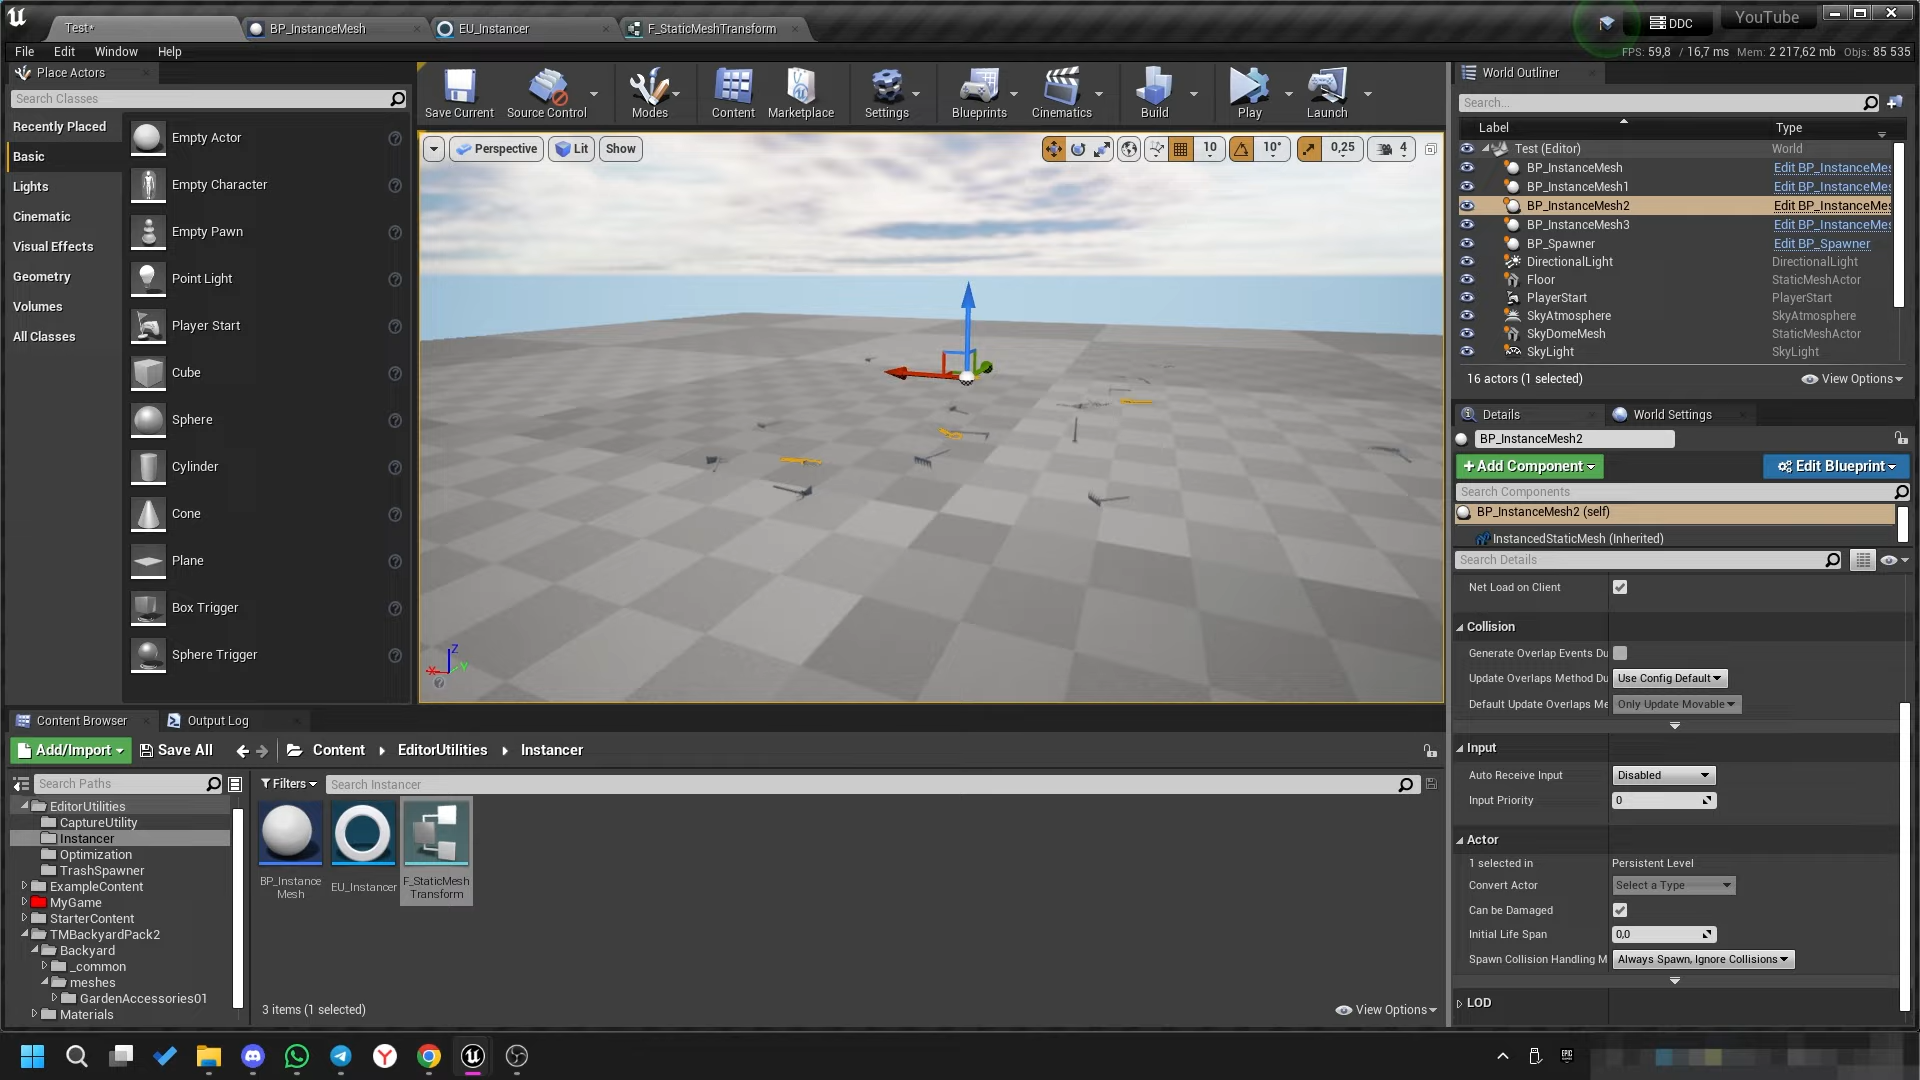 Test*
BP_InstanceMesh
EU_Instancer
F_StaticMeshTransform
DDC
YouTube
File Edit Window Help
FPS: 59,8 / 16,7 ms Mem: 2 217,62 mb Objs: 85 535
Place Actors
Search Classes
Recently Placed
Basic
Lights
Cinematic
Visual Effects
Geometry
Volumes
All Classes
Empty Actor
Empty Character
Empty Pawn
Point Light
Player Start
Cube
Sphere
Cylinder
Cone
Plane
Box Trigger
Sphere Trigger
Save Current
Source Control
Modes
Content
Marketplace
Settings
Blueprints
Cinematics
Build
Play
Launch
Perspective
Lit
Show
10
10°
0,25
4
Z
X
Y
World Outliner
Search...
Label Type
Test (Editor) World
BP_InstanceMesh Edit BP_InstanceMes
BP_InstanceMesh1 Edit BP_InstanceMes
BP_InstanceMesh2 Edit BP_InstanceMes
BP_InstanceMesh3 Edit BP_InstanceMes
BP_Spawner Edit BP_Spawner
DirectionalLight DirectionalLight
Floor StaticMeshActor
PlayerStart PlayerStart
SkyAtmosphere SkyAtmosphere
SkyDomeMesh StaticMeshActor
SkyLight SkyLight
16 actors (1 selected)
View Options
Details
World Settings
BP_InstanceMesh2
+Add Component
Edit Blueprint
Search Components
BP_InstanceMesh2 (self)
InstancedStaticMesh (Inherited)
Search Details
Net Load on Client
Collision
Generate Overlap Events Du
Update Overlaps Method Du Use Config Default
Default Update Overlaps Me Only Update Movable
Input
Auto Receive Input Disabled
Input Priority 0
Actor
1 selected in Persistent Level
Convert Actor Select a Type
Can be Damaged
Initial Life Span 0,0
Spawn Collision Handling M Always Spawn, Ignore Collisions
LOD
Content Browser
Output Log
Add/Import
Save All
Content
EditorUtilities
Instancer
Search Paths
Filters
Search Instancer
EditorUtilities
CaptureUtility
Instancer
Optimization
TrashSpawner
ExampleContent
MyGame
StarterContent
TMBackyardPack2
Backyard
_common
meshes
GardenAccessories01
Materials
BP_Instance
Mesh
EU_Instancer
F_StaticMesh
Transform
3 items (1 selected)
View Options
EPIC